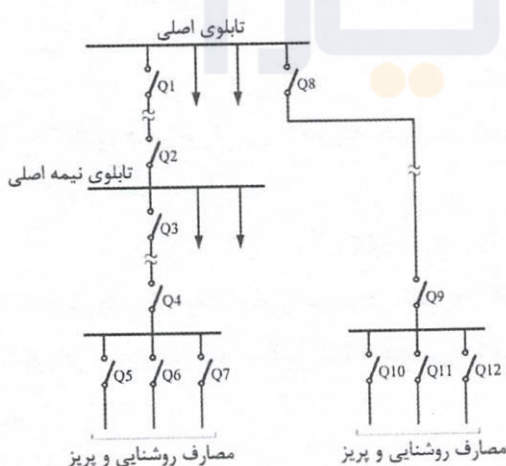 تابلوی اصلی
Q1
Q8
Q2
تابلوی نیمه اصلی
Q3
Q4
Q9
Q5
Q6
Q7
Q10
Q11
Q12
مصارف روشنایی و پریز
مصارف روشنایی و پریز